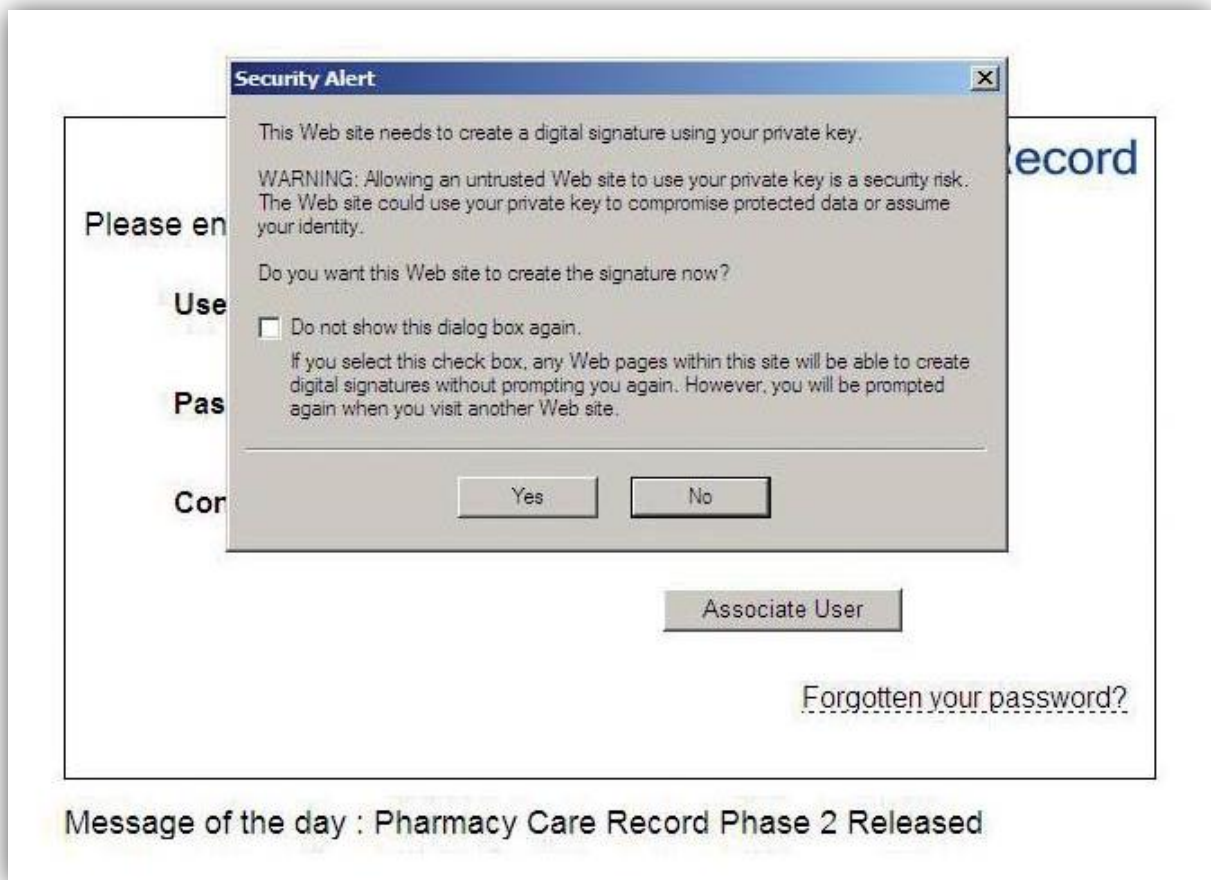 Security Alert
This Web site needs to create a digital signature using your private key.
WARNING: Allowing an untrusted Web site to use your private key is a security risk.
The Web site could use your private key to compromise protected data or assume
your identity.
Do you want this Web site to create the signature now?
Do not show this dialog box again.
If you select this check box, any Web pages within this site will be able to create
digital signatures without prompting you again. However, you will be prompted
again when you visit another Web site.
Yes No
ecord
Please en
Use
Pas
Cor
Associate User
Forgotten your password?
Message of the day : Pharmacy Care Record Phase 2 Released